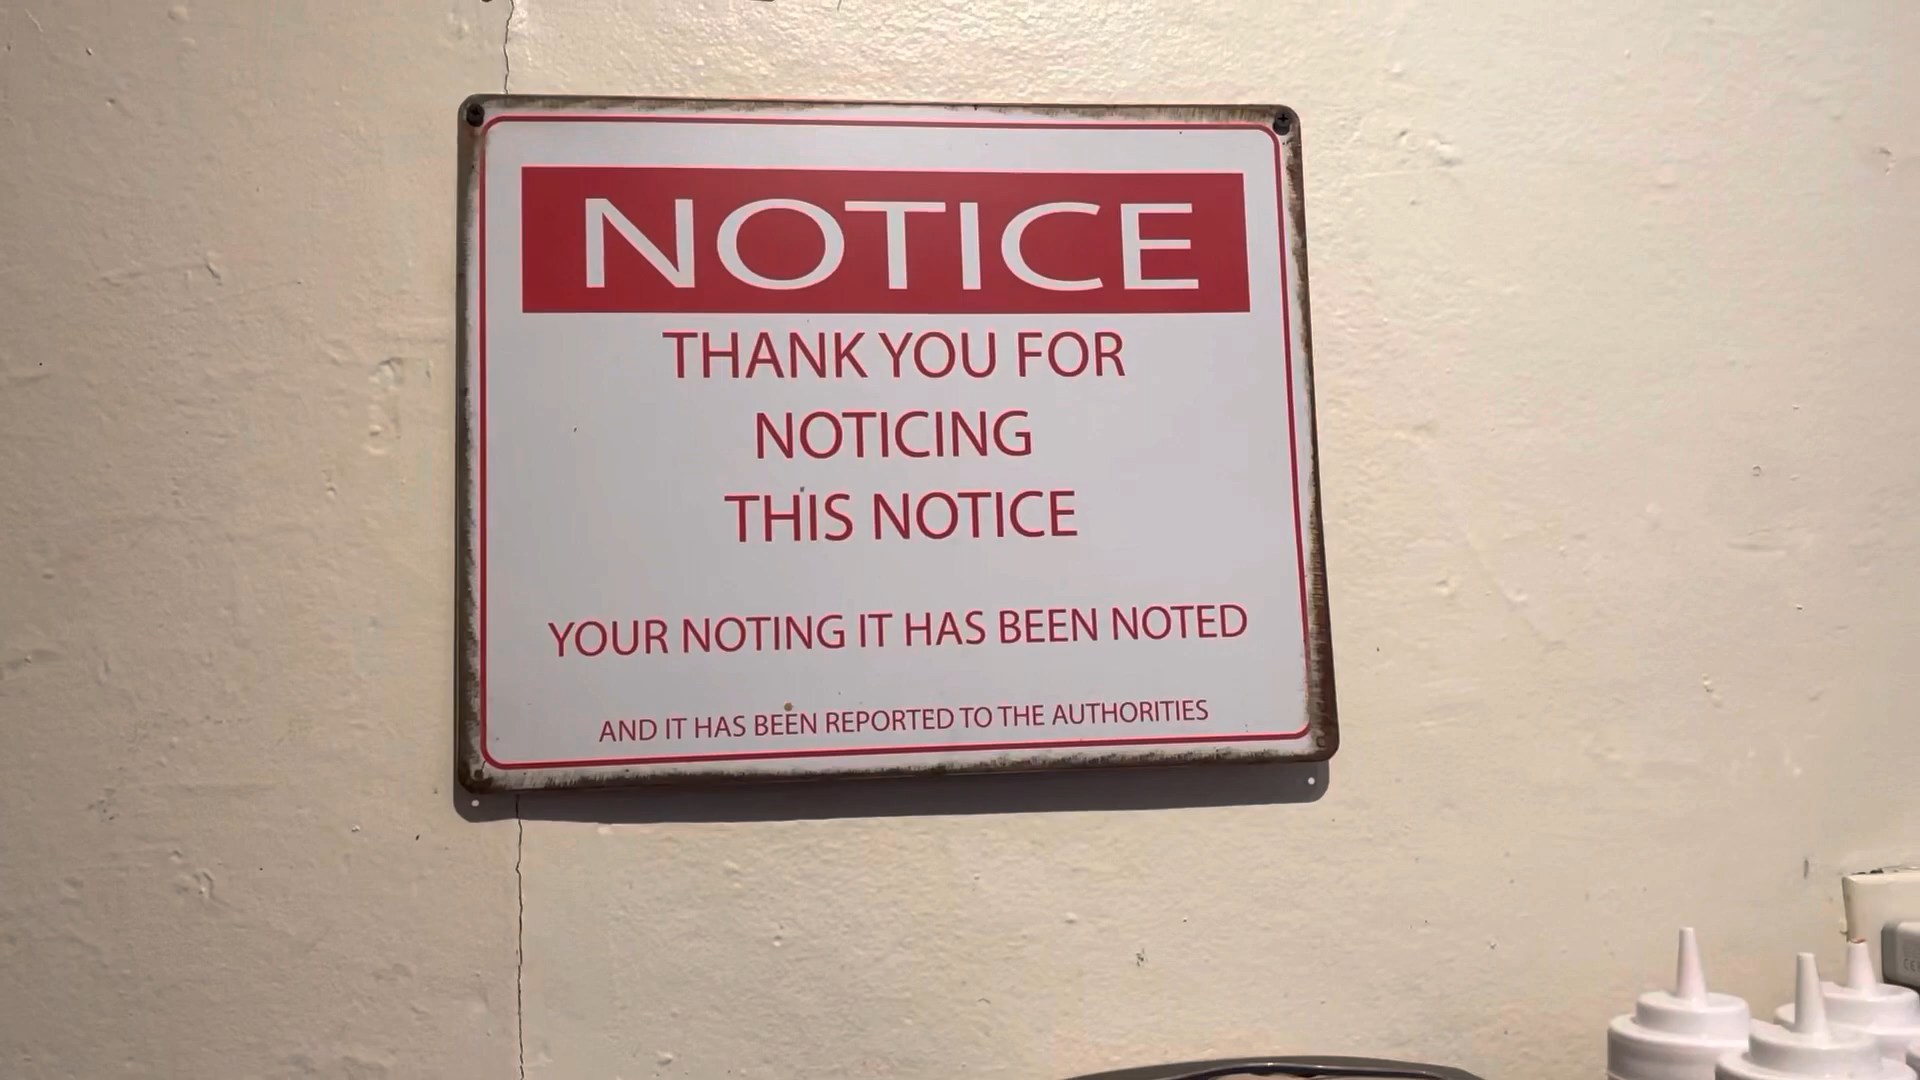 NOTICE
THANK YOU FOR
NOTICING
THIS NOTICE
YOUR NOTING IT HAS BEEN NOTED
AND IT HAS BEEN REPORTED TO THE AUTHORITIES